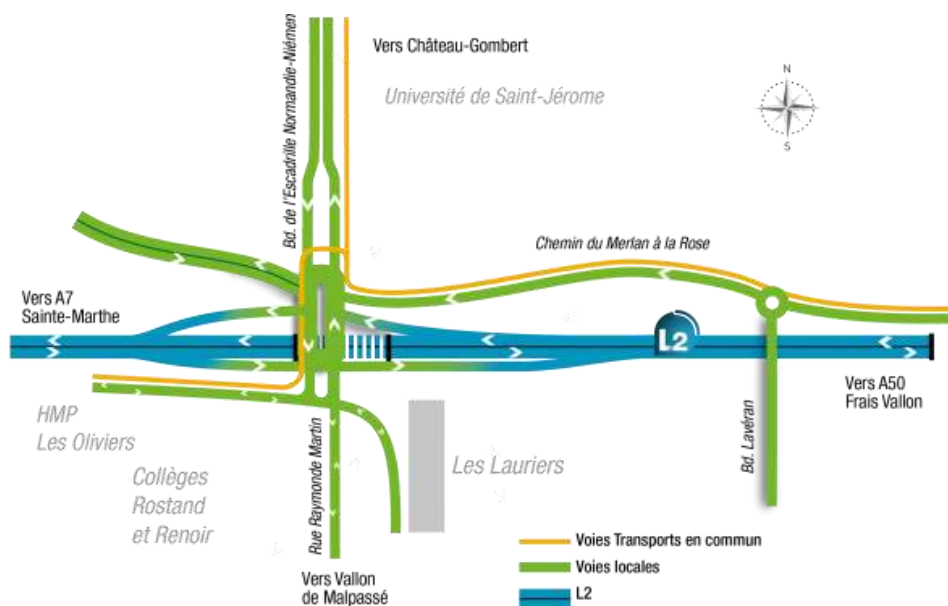 Vers Château-Gombert
Université de Saint-Jérome
N
S
Bd. de l'Escadrille Normandie-Niémen
Chemin du Merlan à la Rose
Vers A7
Sainte-Marthe
L2
Vers A50
Frais Vallon
HMP
Les Oliviers
Collèges
Rostand
et Renoir
Rue Raymonde Martin
Les Lauriers
Bd. Lavéran
Vers Vallon
de Malpassé
Voies Transports en commun
Voies locales
L2